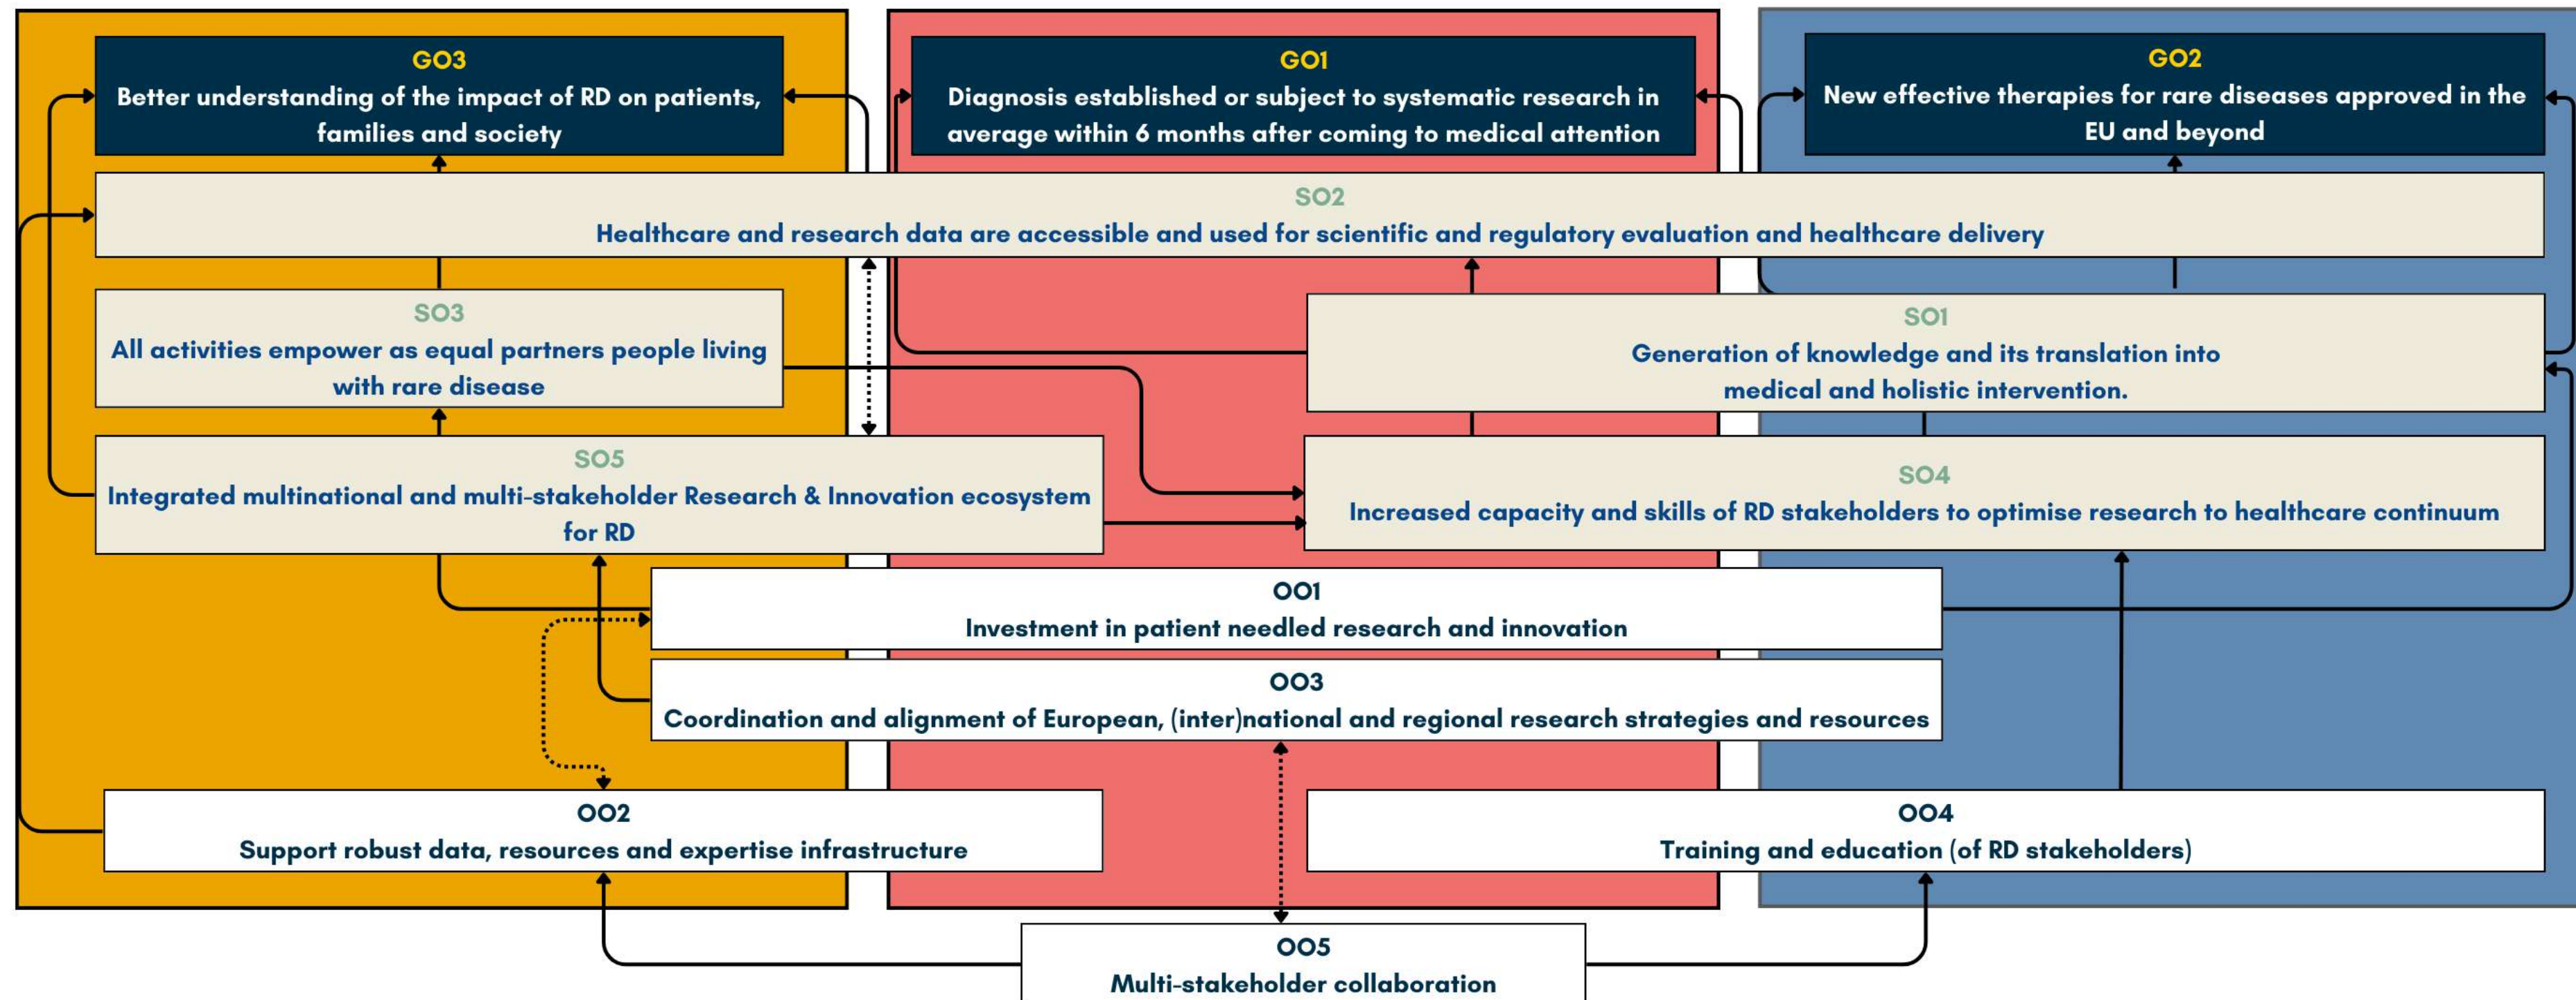 GO3
Better understanding of the impact of RD on patients,
families and society
GO1
Diagnosis established or subject to systematic research in
average within 6 months after coming to medical attention
GO2
New effective therapies for rare diseases approved in the
EU and beyond
SO2
Healthcare and research data are accessible and used for scientific and regulatory evaluation and healthcare delivery
SO3
All activities empower as equal partners people living
with rare disease
SO1
Generation of knowledge and its translation into
medical and holistic intervention.
SO5
Integrated multinational and multi-stakeholder Research & Innovation ecosystem
for RD
SO4
Increased capacity and skills of RD stakeholders to optimise research to healthcare continuum
OO1
Investment in patient needled research and innovation
OO3
Coordination and alignment of European, (inter)national and regional research strategies and resources
OO2
Support robust data, resources and expertise infrastructure
OO4
Training and education (of RD stakeholders)
OO5
Multi-stakeholder collaboration